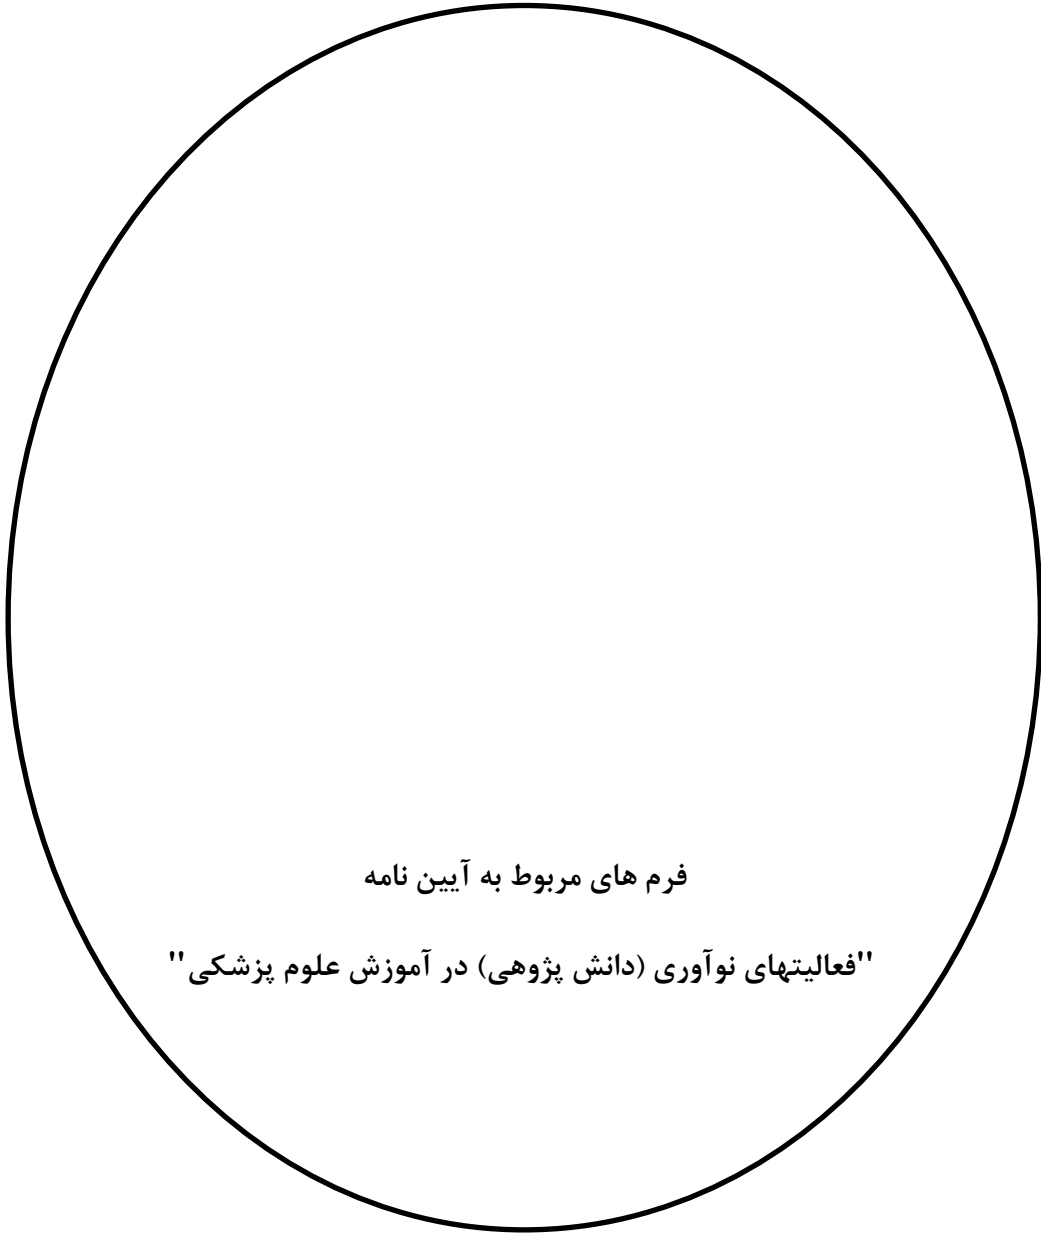 فرم های مربوط به آیین نامه
"فعالیتهای نوآوری (دانش پژوهی) در آموزش علوم پزشکی"